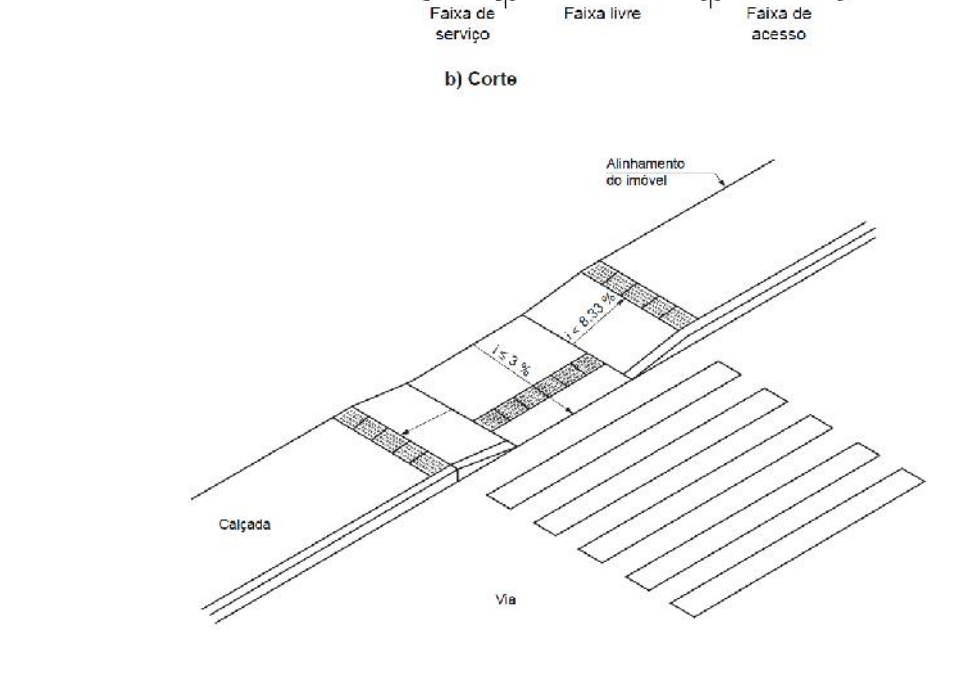 Faixa de
serviço
Faixa livre
Faixa de
acesso
b) Corte
Alinhamento
do imóvel
i < 8,33 %
i ≤ 3 %
Calçada
Via